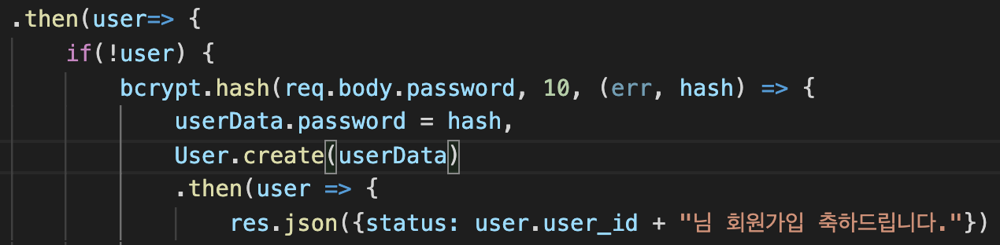 .then(user=> {
if(!user) {
bcrypt.hash(req.body.password, 10, (err, hash) => {
userData.password = hash,
User.create(userData)
.then(user => {
res.json({status: user.user_id + "님 회원가입 축하드립니다."})